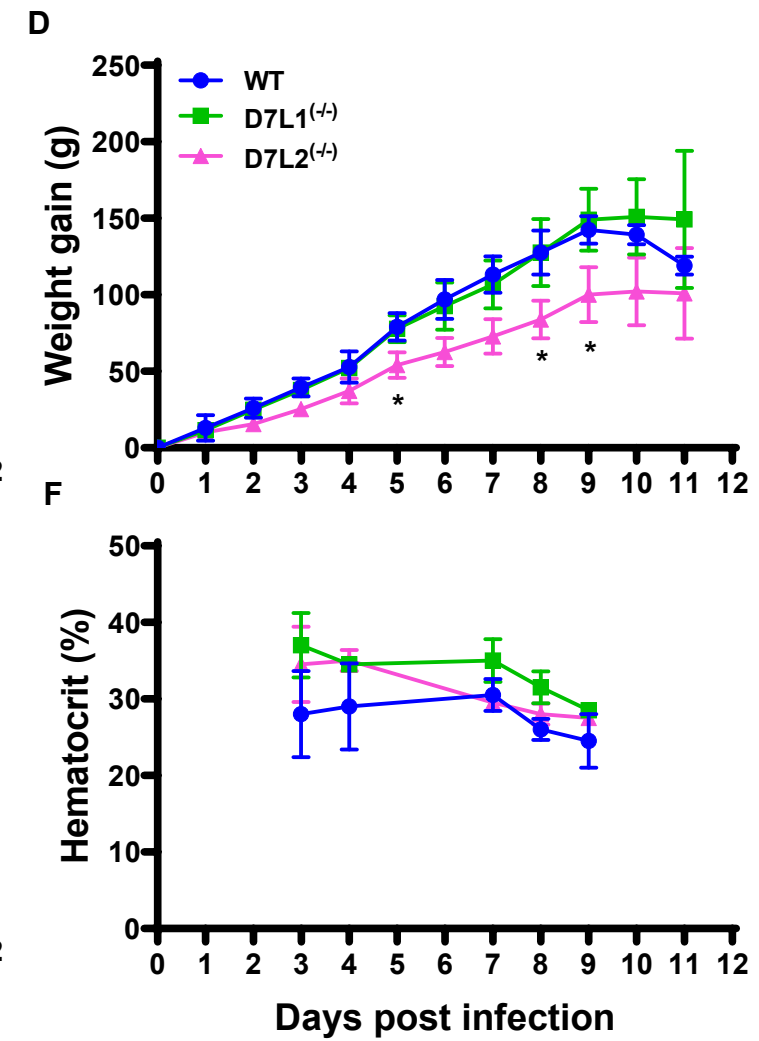 D
Weight gain (g)
250
200
150
100
50
0
WT
D7L1(-/-)
D7L2(-/-)
*
*
*
0 1 2 3 4 5 6 7 8 9 10 11 12
F
Hematocrit (%)
50
40
30
20
10
0
0 1 2 3 4 5 6 7 8 9 10 11 12
Days post infection